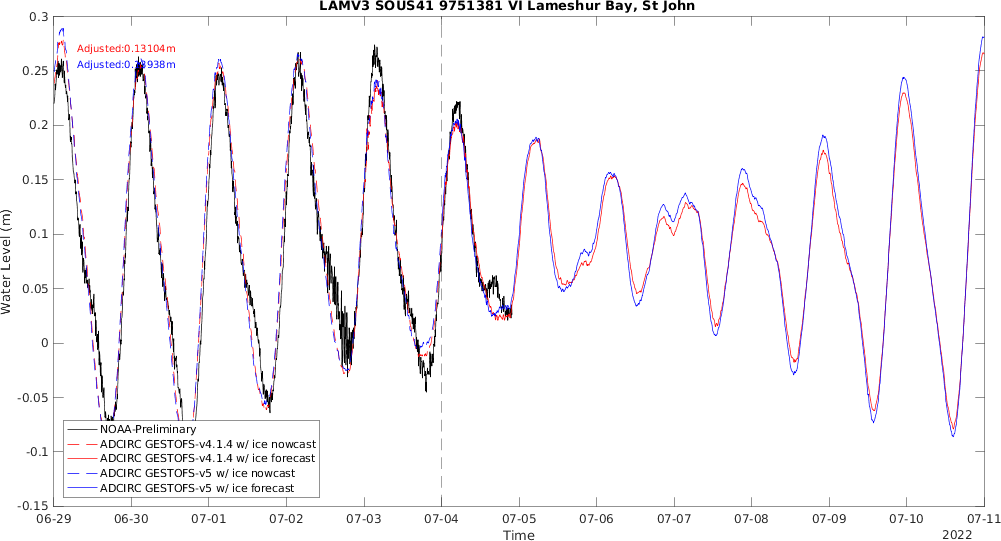 LAMV3 SOUS41 9751381 VI Lameshur Bay, St John
0.3
0.25
0.2
0.15
0.1
0.05
0
-0.05
-0.1
-0.15
Water Level (m)
Adjusted:0.13104m
NOAA-Preliminary
ADCIRC GESTOFS-v4.1.4 w/ ice nowcast
ADCIRC GESTOFS-v4.1.4 w/ ice forecast
ADCIRC GESTOFS-v5 w/ ice nowcast
ADCIRC GESTOFS-v5 w/ ice forecast
06-29 06-30 07-01 07-02 07-03 07-04 07-05 07-06 07-07 07-08 07-09 07-10 07-11
Time
2022